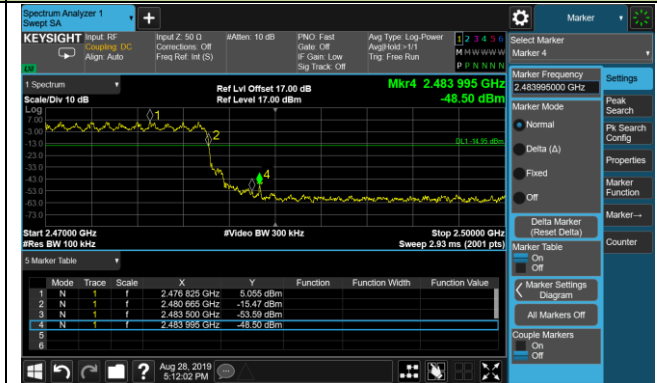 Spectrum Analyzer 1
Swept SA
+
Marker
KEYSIGHT Input: RF Input Z: 50 Ω #Atten: 10 dB PNO: Fast Avg Type: Log-Power 1 2 3 4 5 6
Coupling: DC Corrections: Off Gate: Off Avg|Hold:>1/1 M M W W W W
Align: Auto Freq Ref: Int (S) IF Gain: Low Trig: Free Run P P N N N N
Sig Track: Off
Select Marker
Marker 4
1 Spectrum
Scale/Div 10 dB
Ref Lvl Offset 17.00 dB
Ref Level 17.00 dBm
Mkr4 2.483 995 GHz
-48.50 dBm
Log
7.00
-3.00
-13.0
-23.0
-33.0
-43.0
-53.0
-63.0
-73.0
1
2
4
DL1 -14.95 dBm
Start 2.47000 GHz #Video BW 300 kHz Stop 2.50000 GHz
#Res BW 100 kHz Sweep 2.93 ms (2001 pts)
5 Marker Table
Mode Trace Scale X Y Function Function Width Function Value
1 N 1 f 2.476 825 GHz 5.055 dBm
2 N 1 f 2.480 665 GHz -15.47 dBm
3 N 1 f 2.483 500 GHz -53.59 dBm
4 N 1 f 2.483 995 GHz -48.50 dBm
5
6
Marker Frequency
2.483995000 GHz
Marker Mode
Normal
Delta (Δ)
Fixed
Off
Delta Marker
(Reset Delta)
Marker Table
On
Off
Marker Settings
Diagram
All Markers Off
Couple Markers
On
Off
Settings
Peak
Search
Pk Search
Config
Properties
Marker
Function
Marker→
Counter
?
Aug 28, 2019
5:12:02 PM